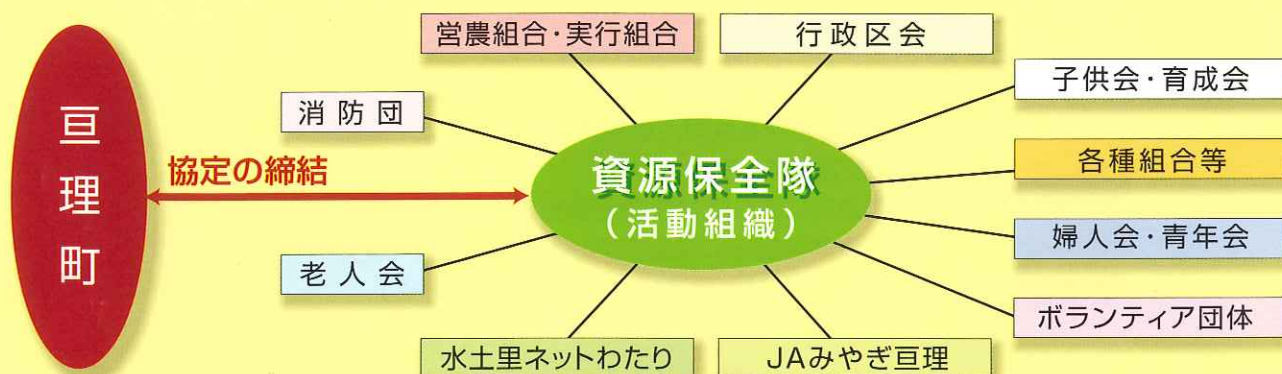 営農組合・実行組合
行政区会
子供会・育成会
消防団
各種組合等
亘理町
協定の締結
資源保全隊
（活動組織）
婦人会・青年会
老人会
ボランティア団体
水土里ネットわたり
JAみやぎ亘理